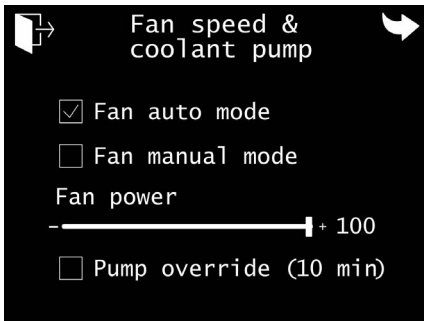 Fan speed &
coolant pump
Fan auto mode
Fan manual mode
Fan power
- + 100
Pump override (10 min)